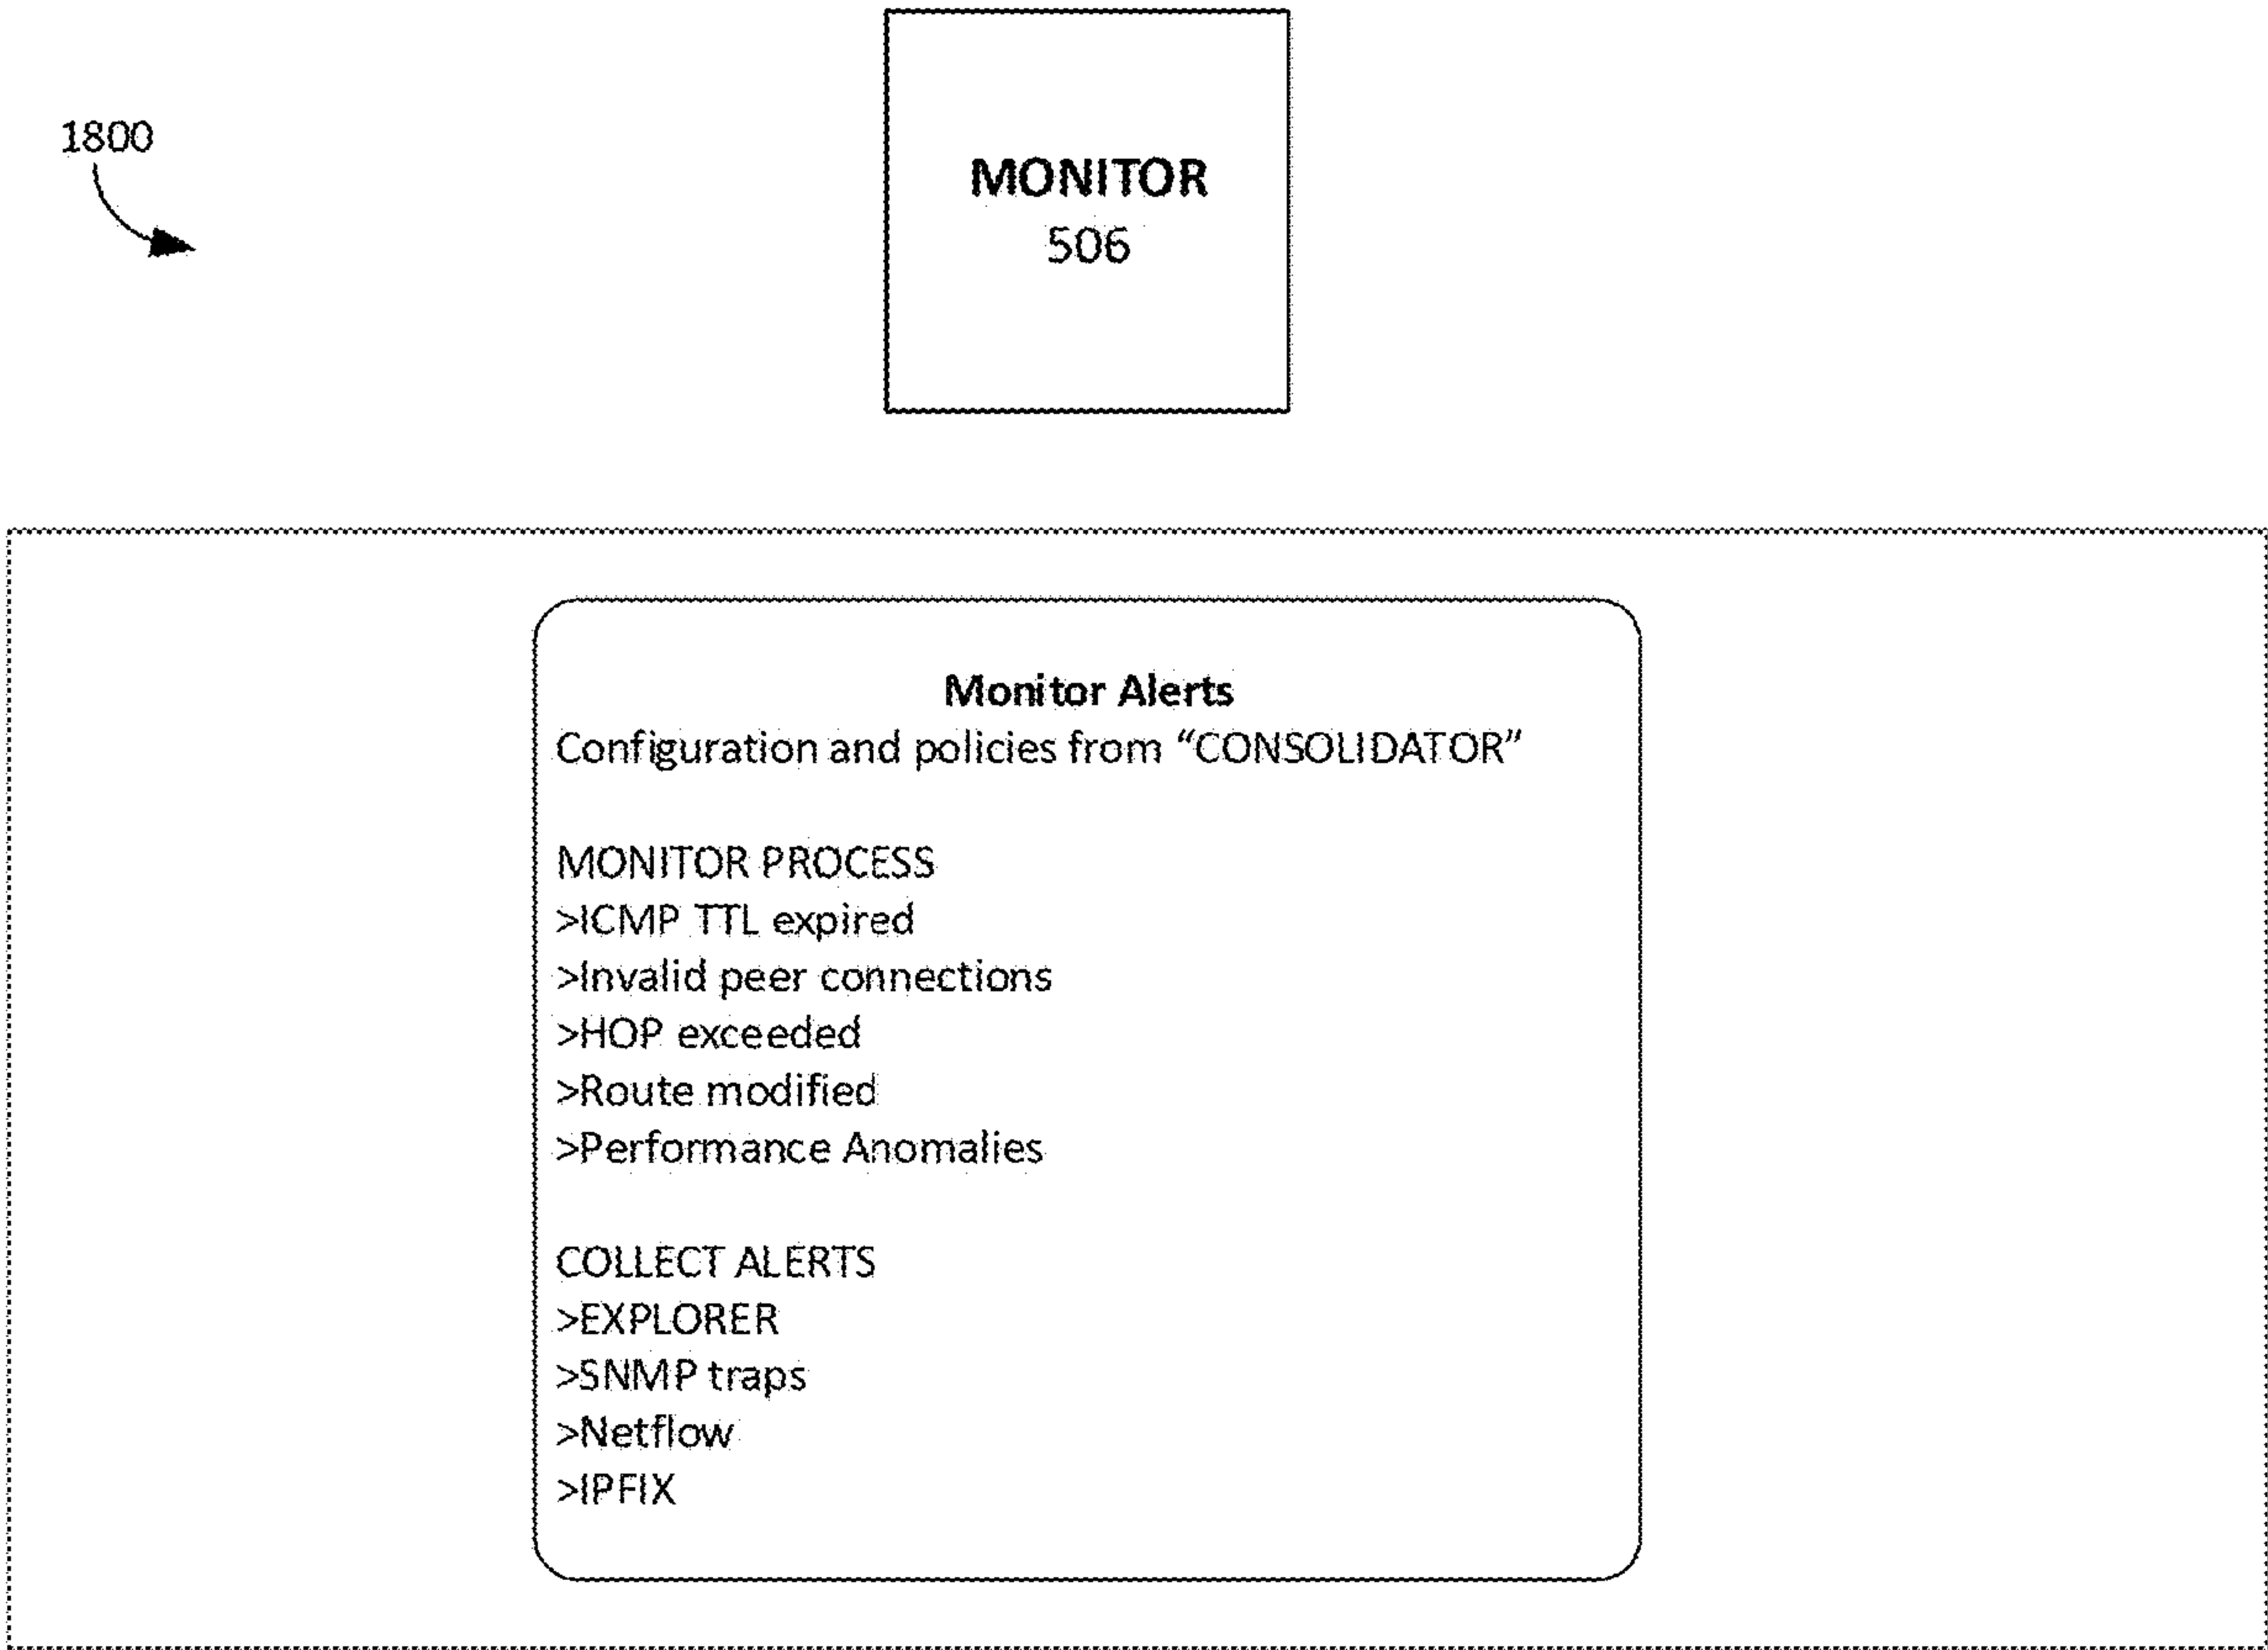 1800
MONITOR
506
Monitor Alerts
Configuration and policies from “CONSOLIDATOR”
MONITOR PROCESS
>ICMP TTL expired
>Invalid peer connections
>HOP exceeded
>Route modified
>Performance Anomalies
COLLECT ALERTS
>EXPLORER
>SNMP traps
>Netflow
>IPFIX